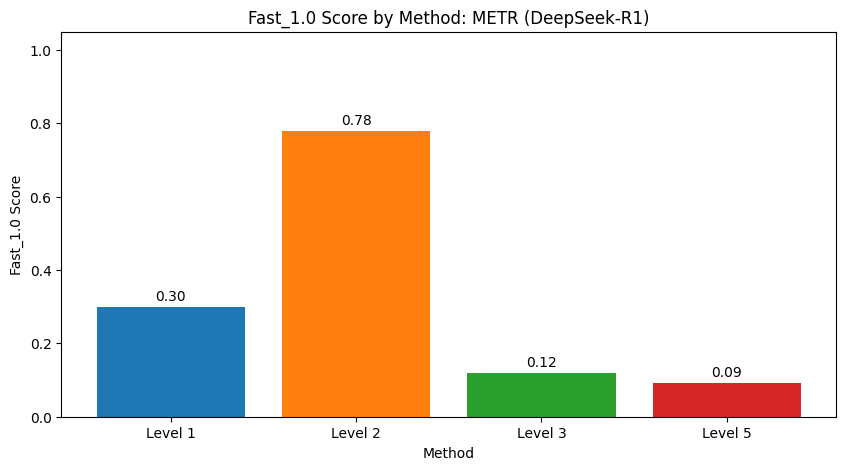 Fast_1.0 Score by Method: METR (DeepSeek-R1)
1.0
0.8
0.6
0.4
0.2
0.0
Fast_1.0 Score
0.30
0.78
0.12
0.09
Level 1
Level 2
Level 3
Level 5
Method